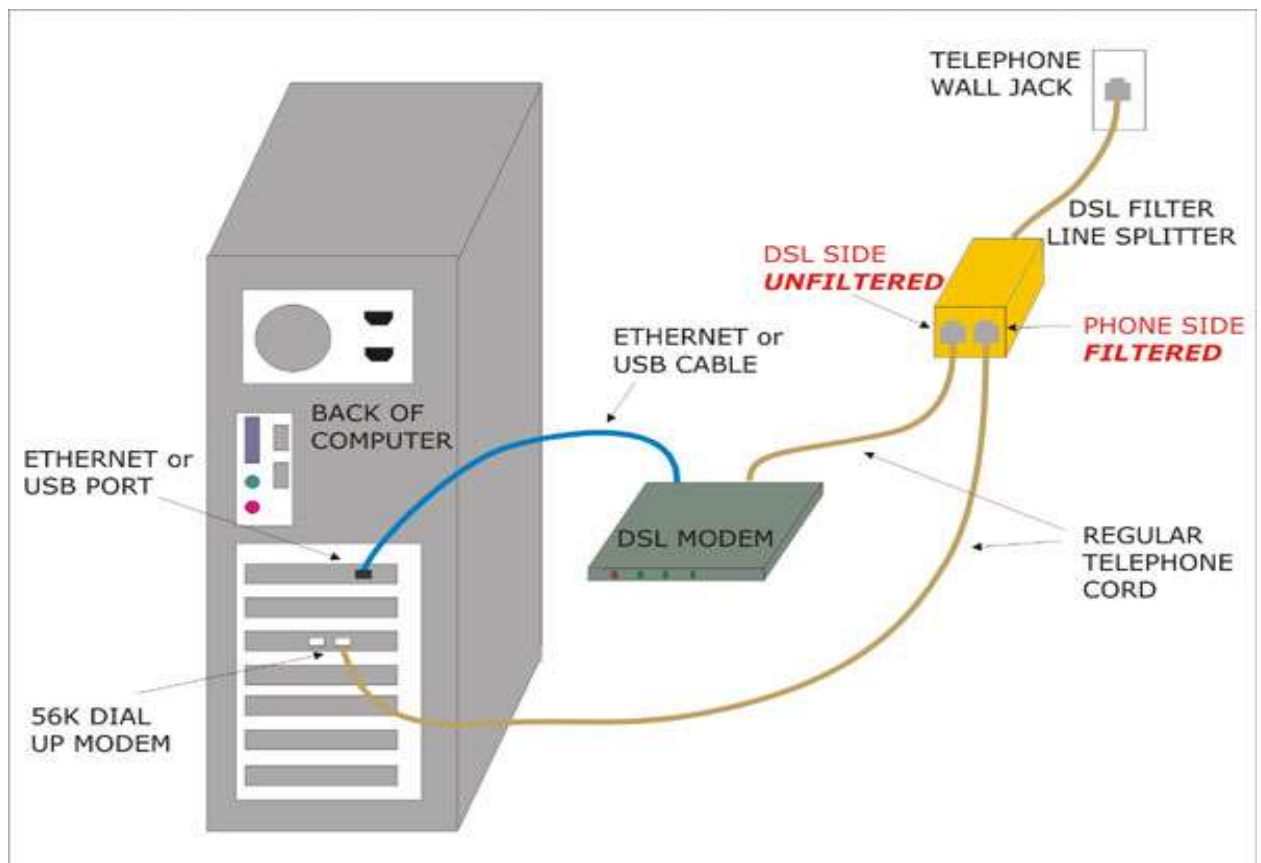 TELEPHONE
WALL JACK
DSL FILTER
LINE SPLITTER
DSL SIDE
UNFILTERED
PHONE SIDE
FILTERED
ETHERNET or
USB CABLE
BACK OF
COMPUTER
ETHERNET or
USB PORT
DSL MODEM
REGULAR
TELEPHONE
CORD
56K DIAL
UP MODEM